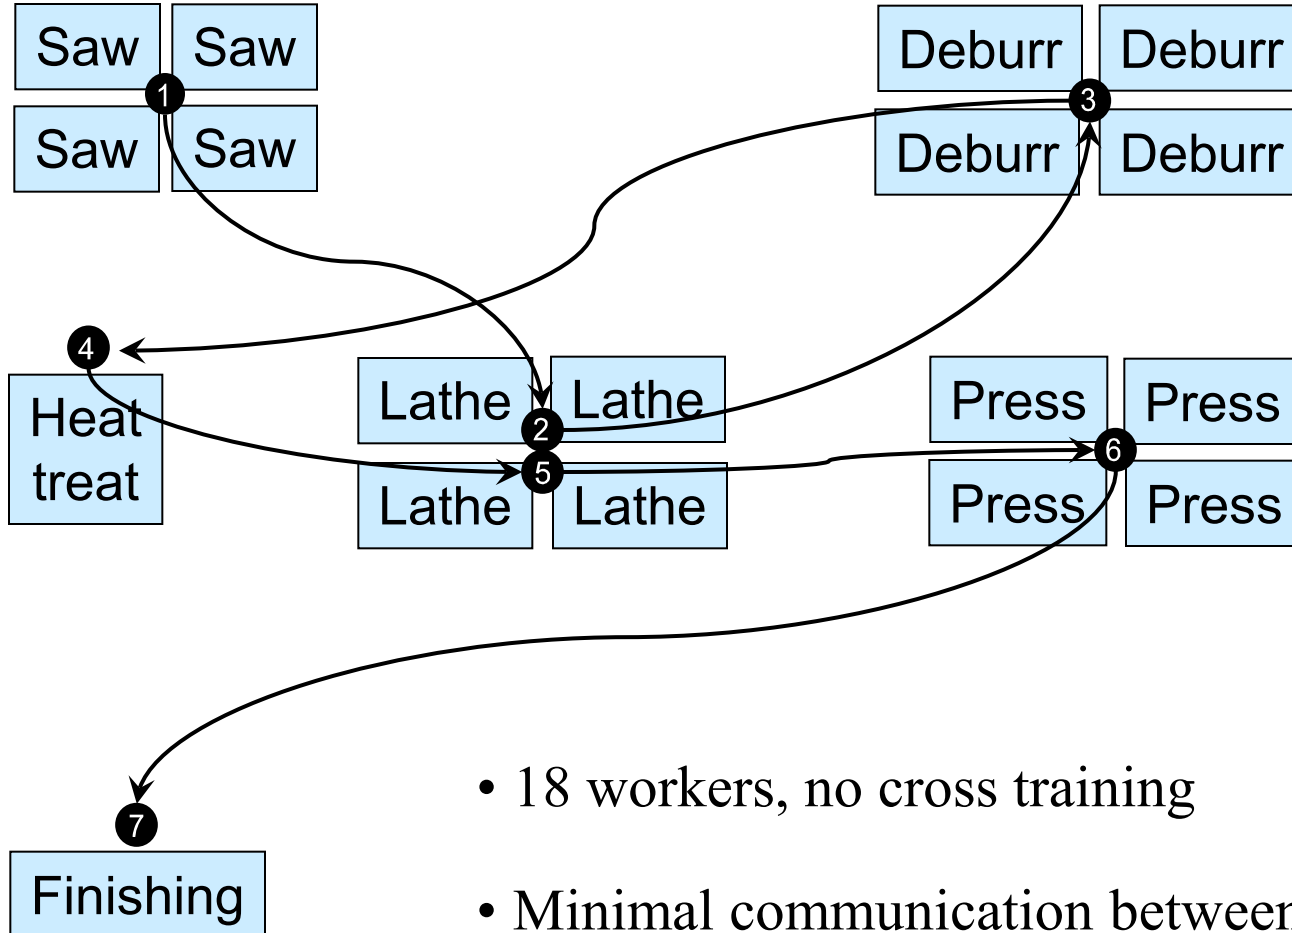 Saw Saw
Saw Saw
1
Deburr Deburr
Deburr Deburr
3
4
Heat
treat
Lathe Lathe
2
5
Lathe Lathe
Press Press
6
Press Press
7
Finishing
• 18 workers, no cross training
• Minimal communication between